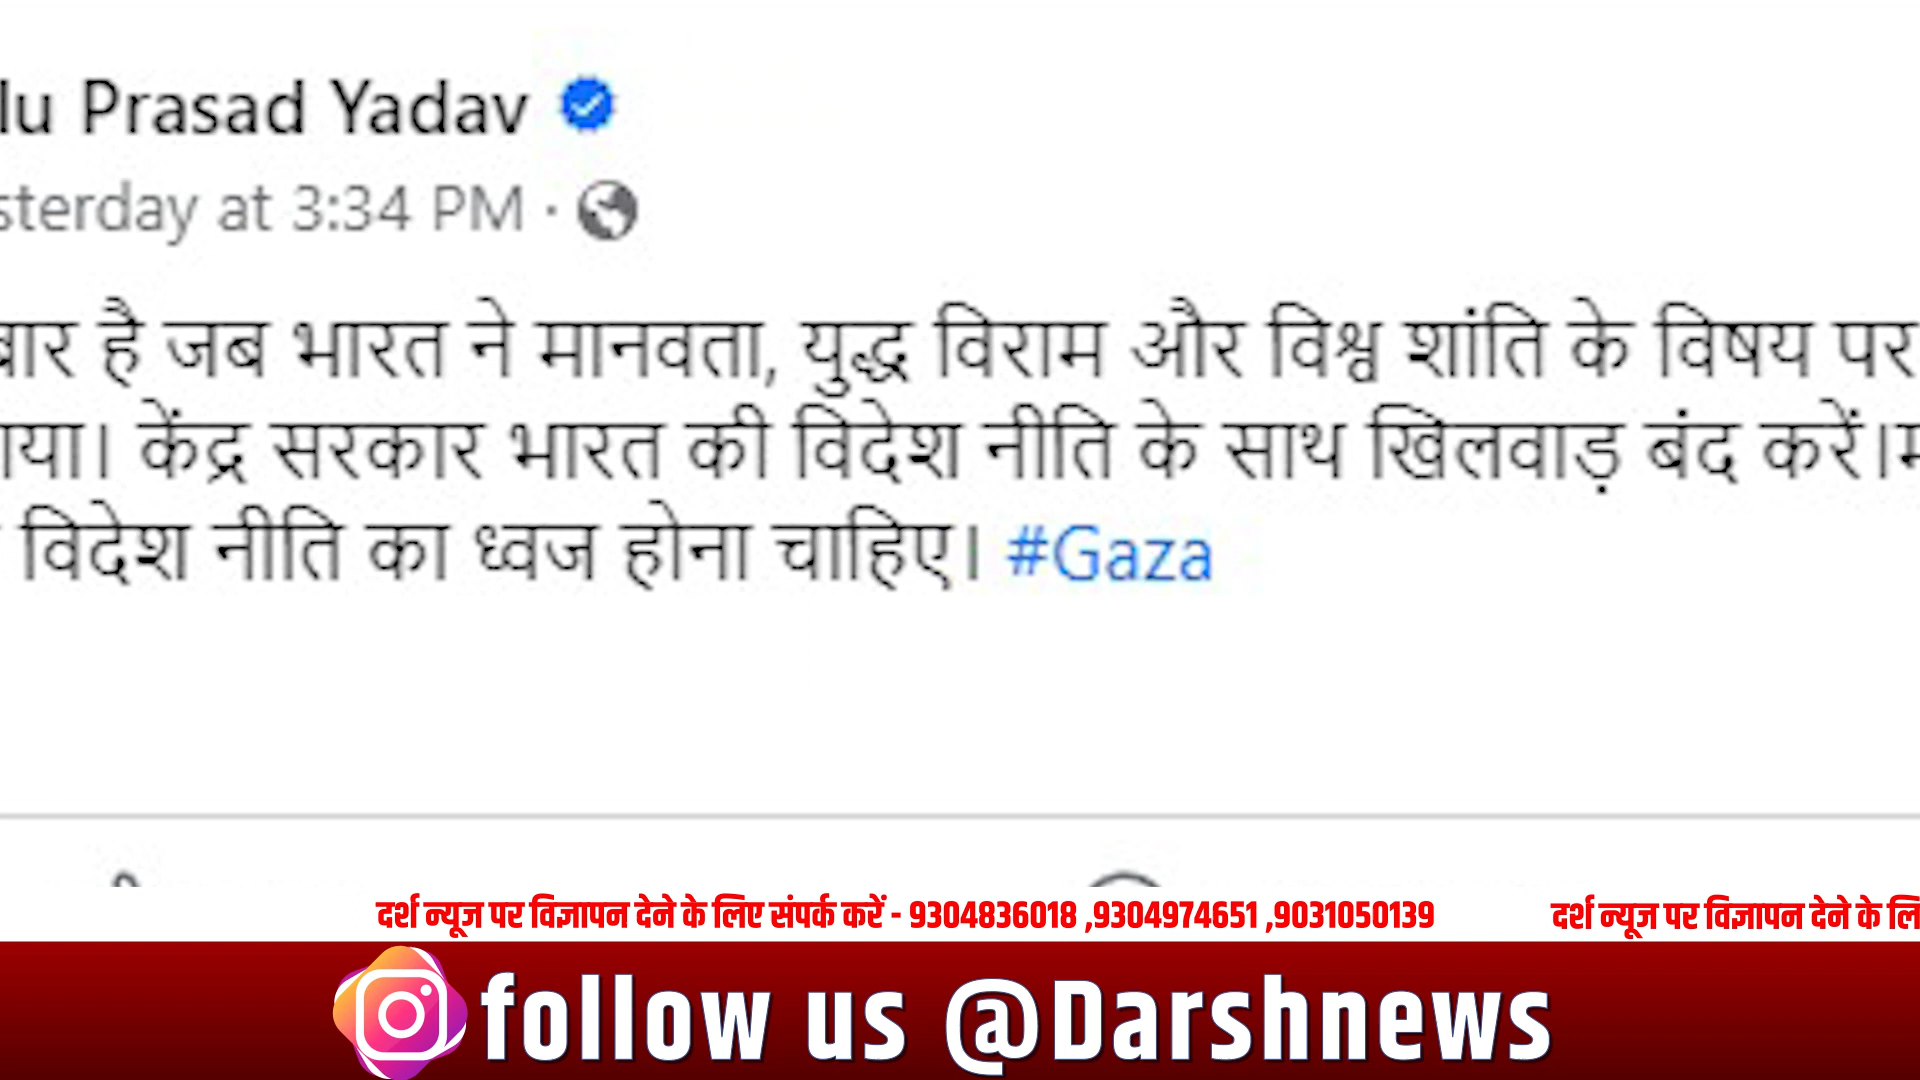 lu Prasad Yadav
sterday at 3:34 PM ·
बार है जब भारत ने मानवता, युद्ध विराम और विश्व शांति के विषय पर
केंद्र सरकार भारत की विदेश नीति के साथ खिलवाड़ बंद करें।
विदेश नीति का ध्वज होना चाहिए। #Gaza
दर्श न्यूज पर विज्ञापन देने के लिए संपर्क करें - 9304836018 ,9304974651 ,9031050139 दर्श न्यूज पर विज्ञापन देने के लि
follow us @Darshnews